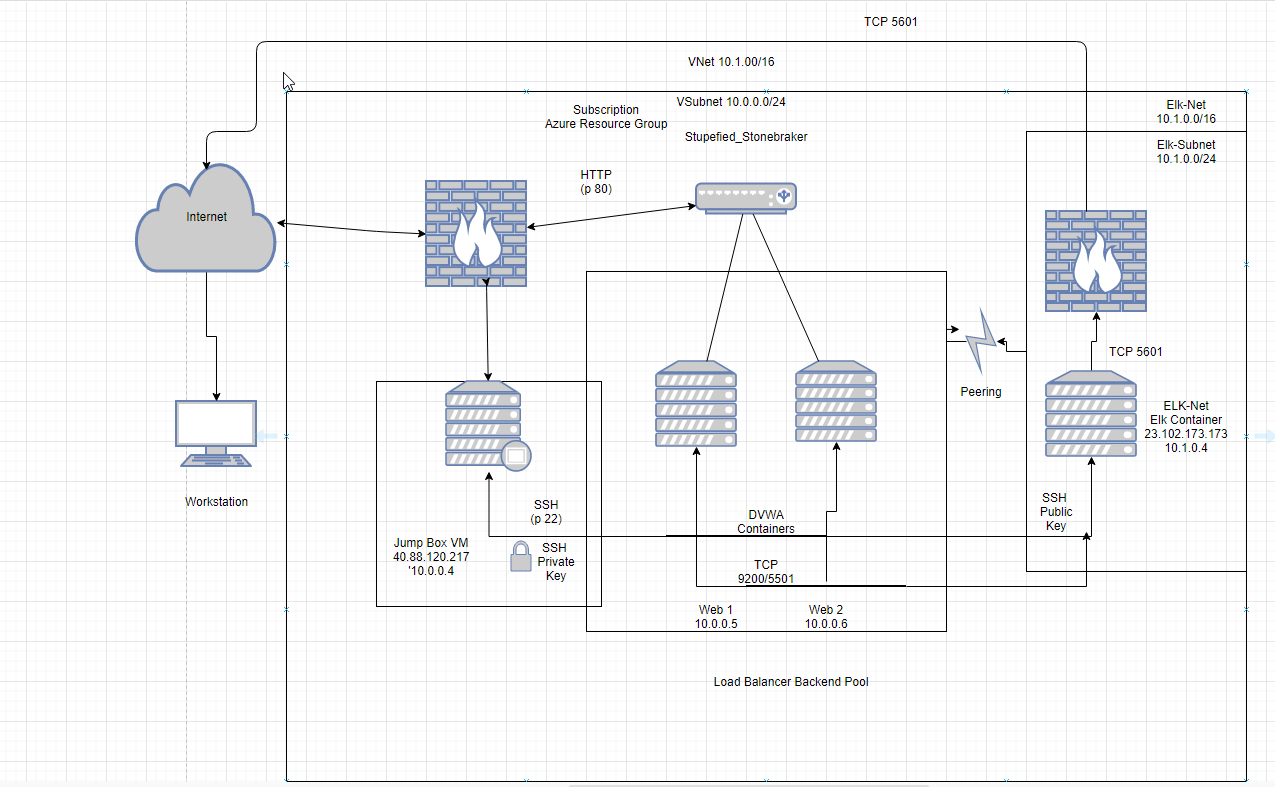 TCP 5601
VNet 10.1.00/16
VSubnet 10.0.0.0/24
Subscription
Azure Resource Group
Stupefied_Stonebraker
Elk-Net
10.1.0.0/16
Elk-Subnet
10.1.0.0/24
HTTP
(p 80)
Internet
TCP 5601
Peering
ELK-Net
Elk Container
23.102.173.173
10.1.0.4
Workstation
SSH
(p 22)
DVWA
Containers
SSH
Public
Key
Jump Box VM
40.88.120.217
'10.0.0.4
SSH
Private
Key
TCP
9200/5501
Web 1
10.0.0.5
Web 2
10.0.0.6
Load Balancer Backend Pool